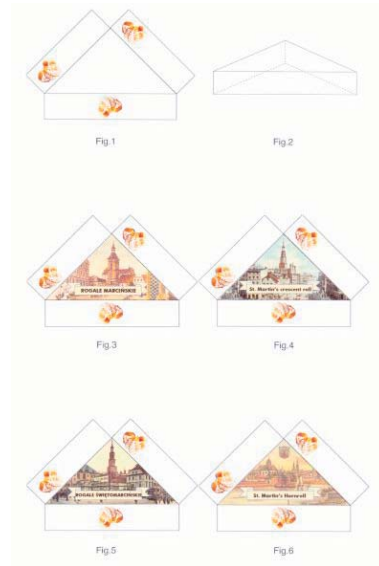 Fig.1
Fig.2
ROGALE MARCIŃSKIE
St. Martin's crescent roll
Fig.3
Fig.4
ROGALE ŚWIĘTOMARCIŃSKIE
St. Martin's Hornroll
Fig.5
Fig.6